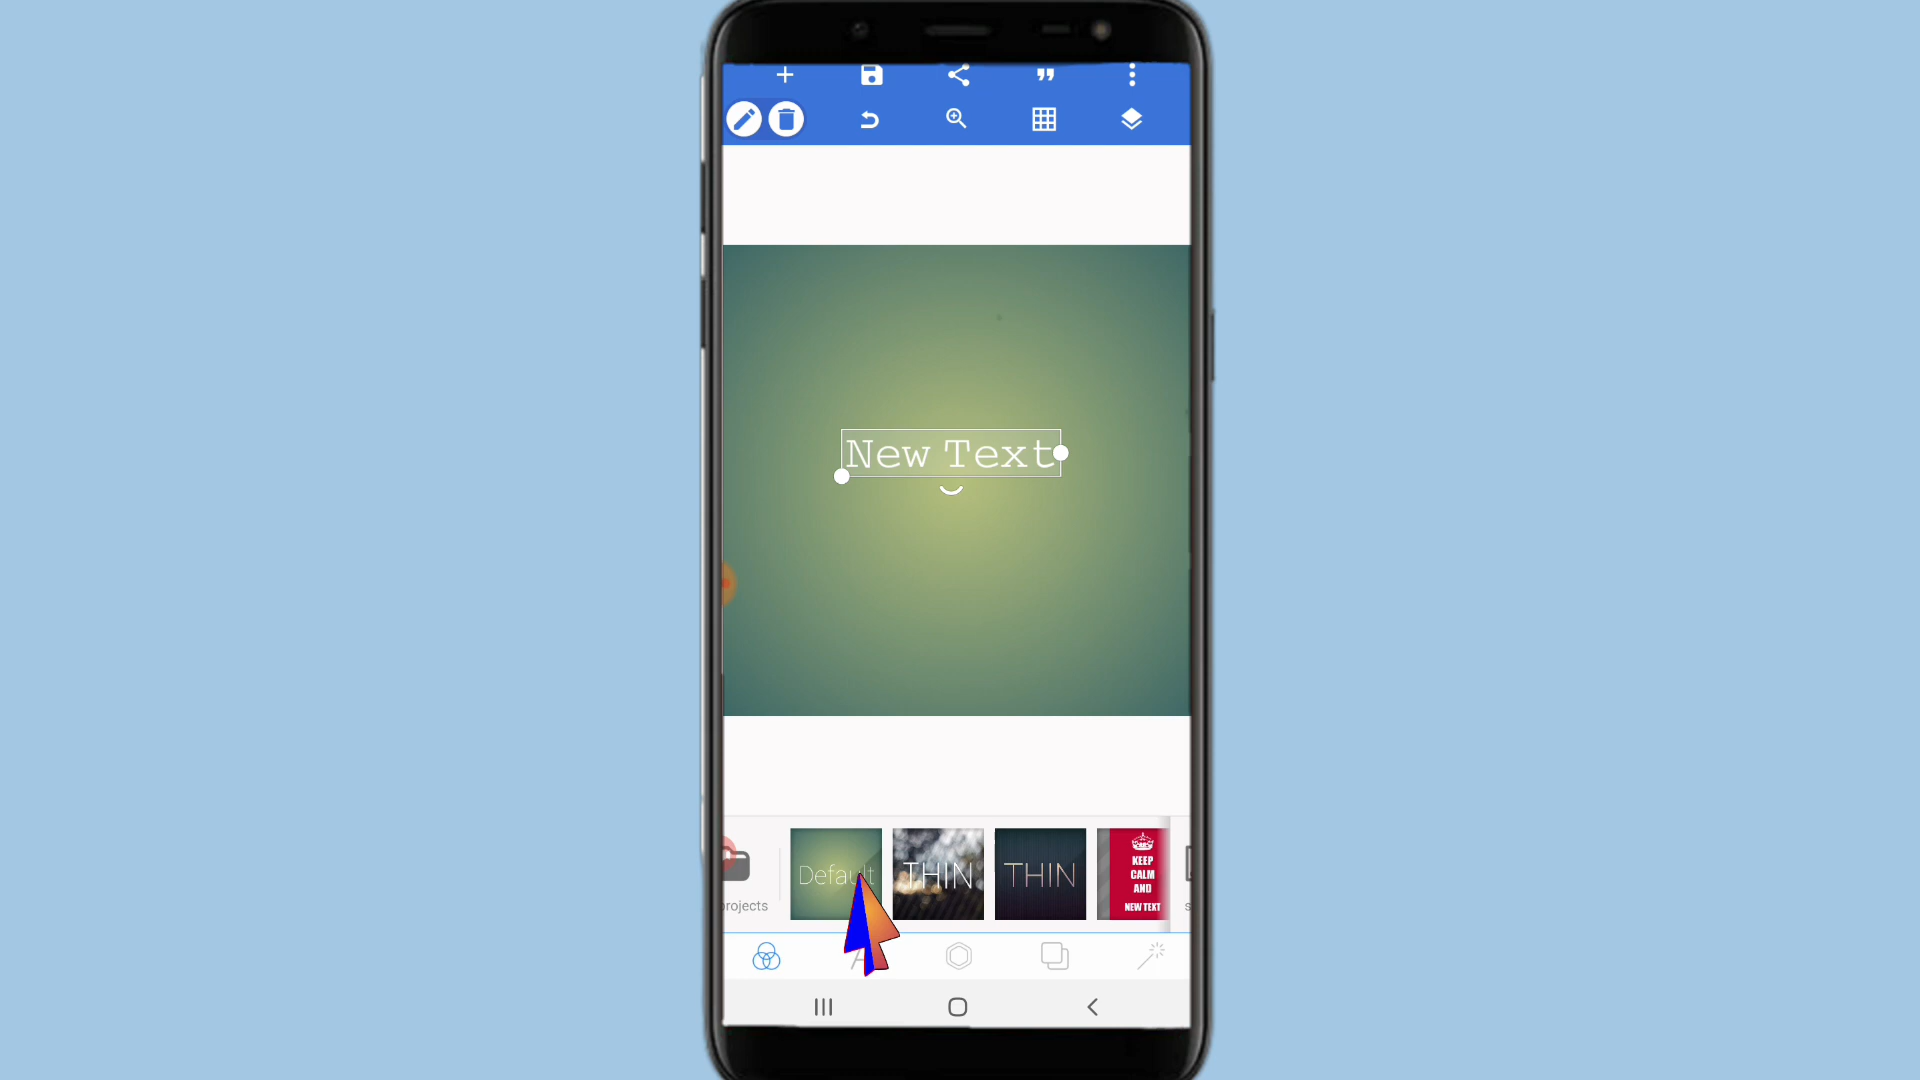 New Text
Default
THIN
THIN
KEEP
CALM
AND
NEW TEXT
rojects
A